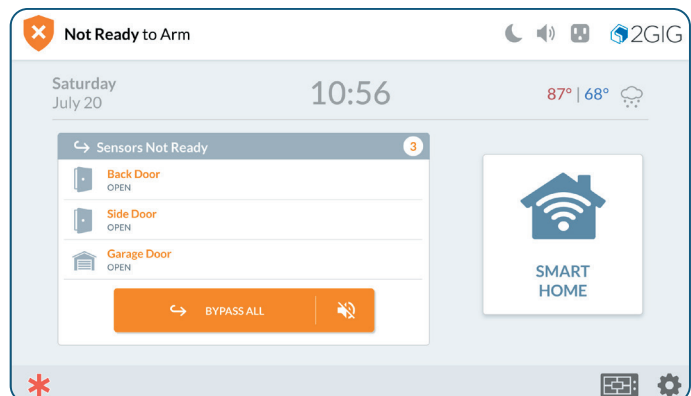 Not Ready to Arm
2GIG
Saturday
July 20
10:56
87° | 68°
Sensors Not Ready
3
Back Door
OPEN
Side Door
OPEN
Garage Door
OPEN
BYPASS ALL
SMART
HOME